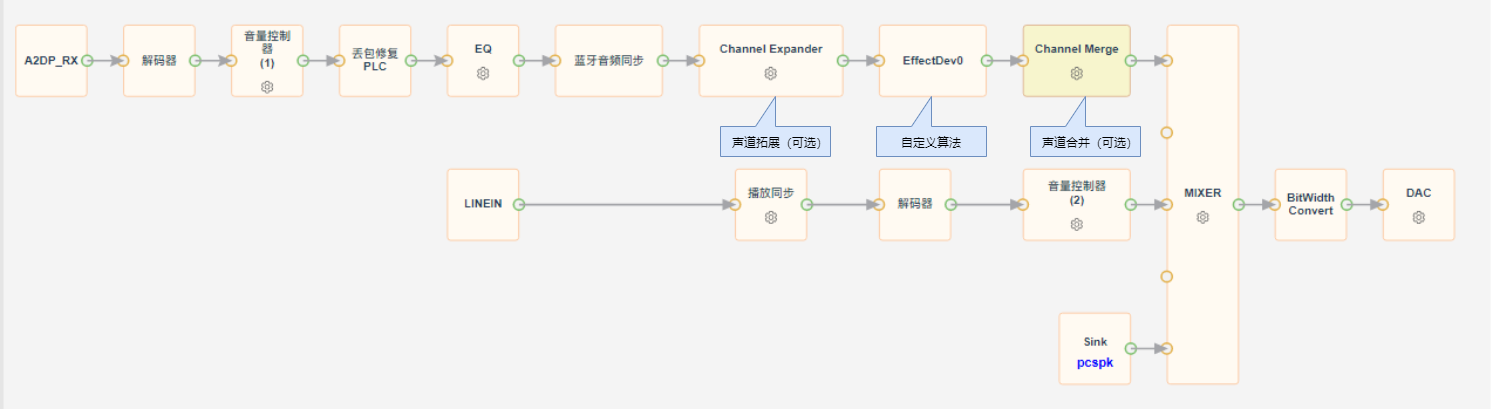 A2DP_RX
解码器
音量控制
器
(1)
丢包修复
PLC
EQ
蓝牙音频同步
Channel Expander
EffectDev0
Channel Merge
声道拓展（可选）
自定义算法
声道合并（可选）
LINEIN
播放同步
解码器
音量控制器
(2)
MIXER
BitWidth
Convert
DAC
Sink
pcspk